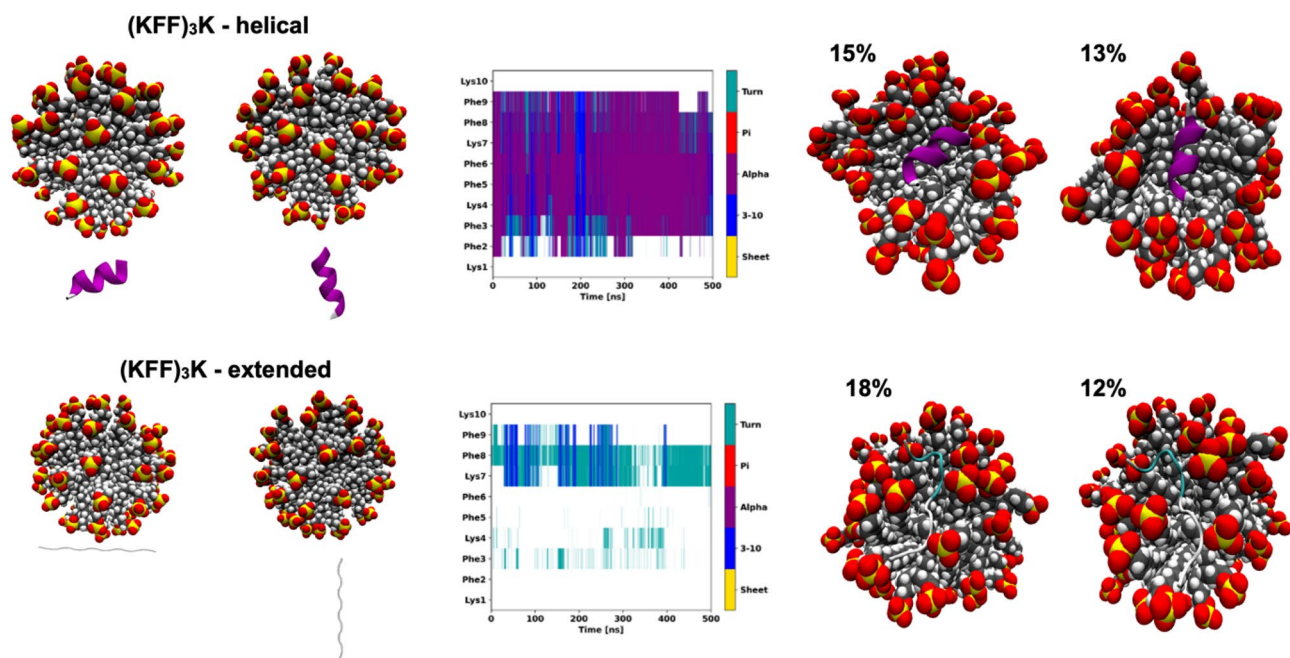 (KFF)₃K - helical
Lys10
Phe9
Phe8
Lys7
Phe6
Phe5
Lys4
Phe3
Phe2
Lys1
0
100
200
300
400
500
Time [ns]
Turn
Pi
Alpha
3-10
Sheet
15%
13%
(KFF)₃K - extended
Lys10
Phe9
Phe8
Lys7
Phe6
Phe5
Lys4
Phe3
Phe2
Lys1
0
100
200
300
400
500
Time [ns]
Turn
Pi
Alpha
3-10
Sheet
18%
12%